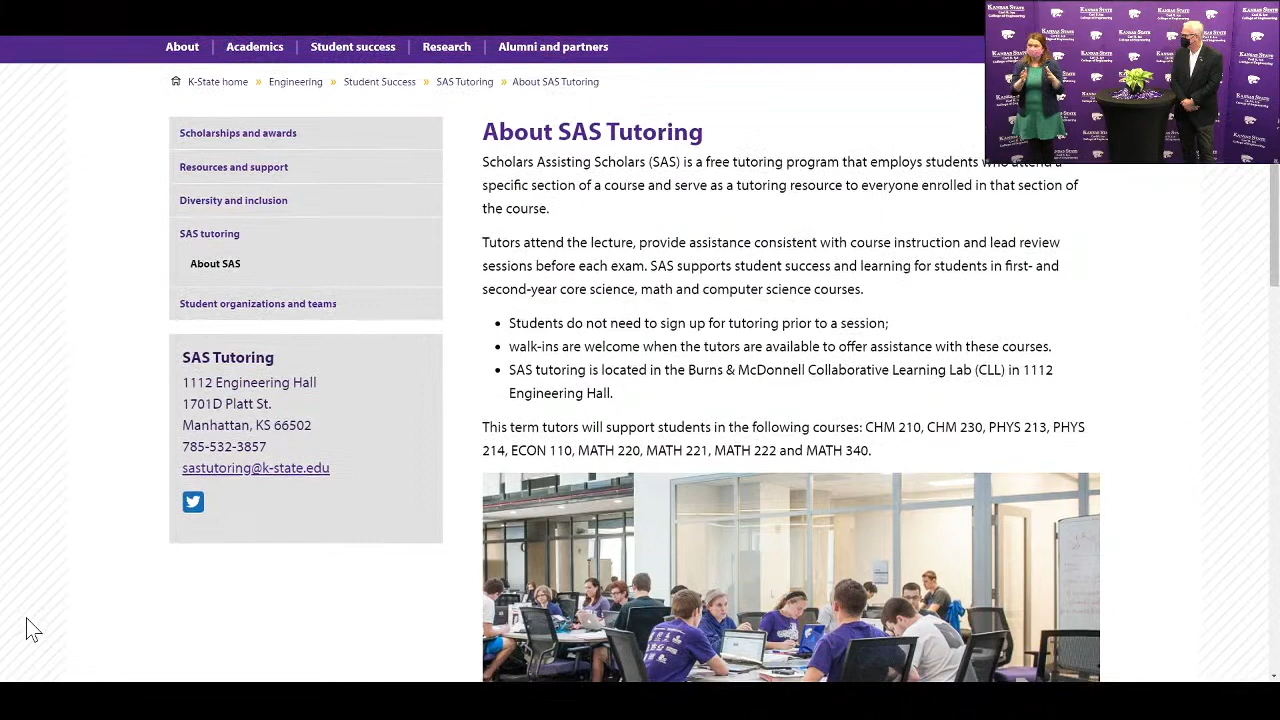 About
Academics
Student success
Research
Alumni and partners
K-State home » Engineering » Student Success » SAS Tutoring » About SAS Tutoring
Scholarships and awards
Resources and support
Diversity and inclusion
SAS tutoring
About SAS
Student organizations and teams
SAS Tutoring
1112 Engineering Hall
1701D Platt St.
Manhattan, KS 66502
785-532-3857
sastutoring@k-state.edu
About SAS Tutoring
Scholars Assisting Scholars (SAS) is a free tutoring program that employs students who attend a
specific section of a course and serve as a tutoring resource to everyone enrolled in that section of
the course.
Tutors attend the lecture, provide assistance consistent with course instruction and lead review
sessions before each exam. SAS supports student success and learning for students in first- and
second-year core science, math and computer science courses.
• Students do not need to sign up for tutoring prior to a session;
• walk-ins are welcome when the tutors are available to offer assistance with these courses.
• SAS tutoring is located in the Burns & McDonnell Collaborative Learning Lab (CLL) in 1112
Engineering Hall.
This term tutors will support students in the following courses: CHM 210, CHM 230, PHYS 213, PHYS
214, ECON 110, MATH 220, MATH 221, MATH 222 and MATH 340.
KANSAS STATE
Carl R. Ice
College of Engineering